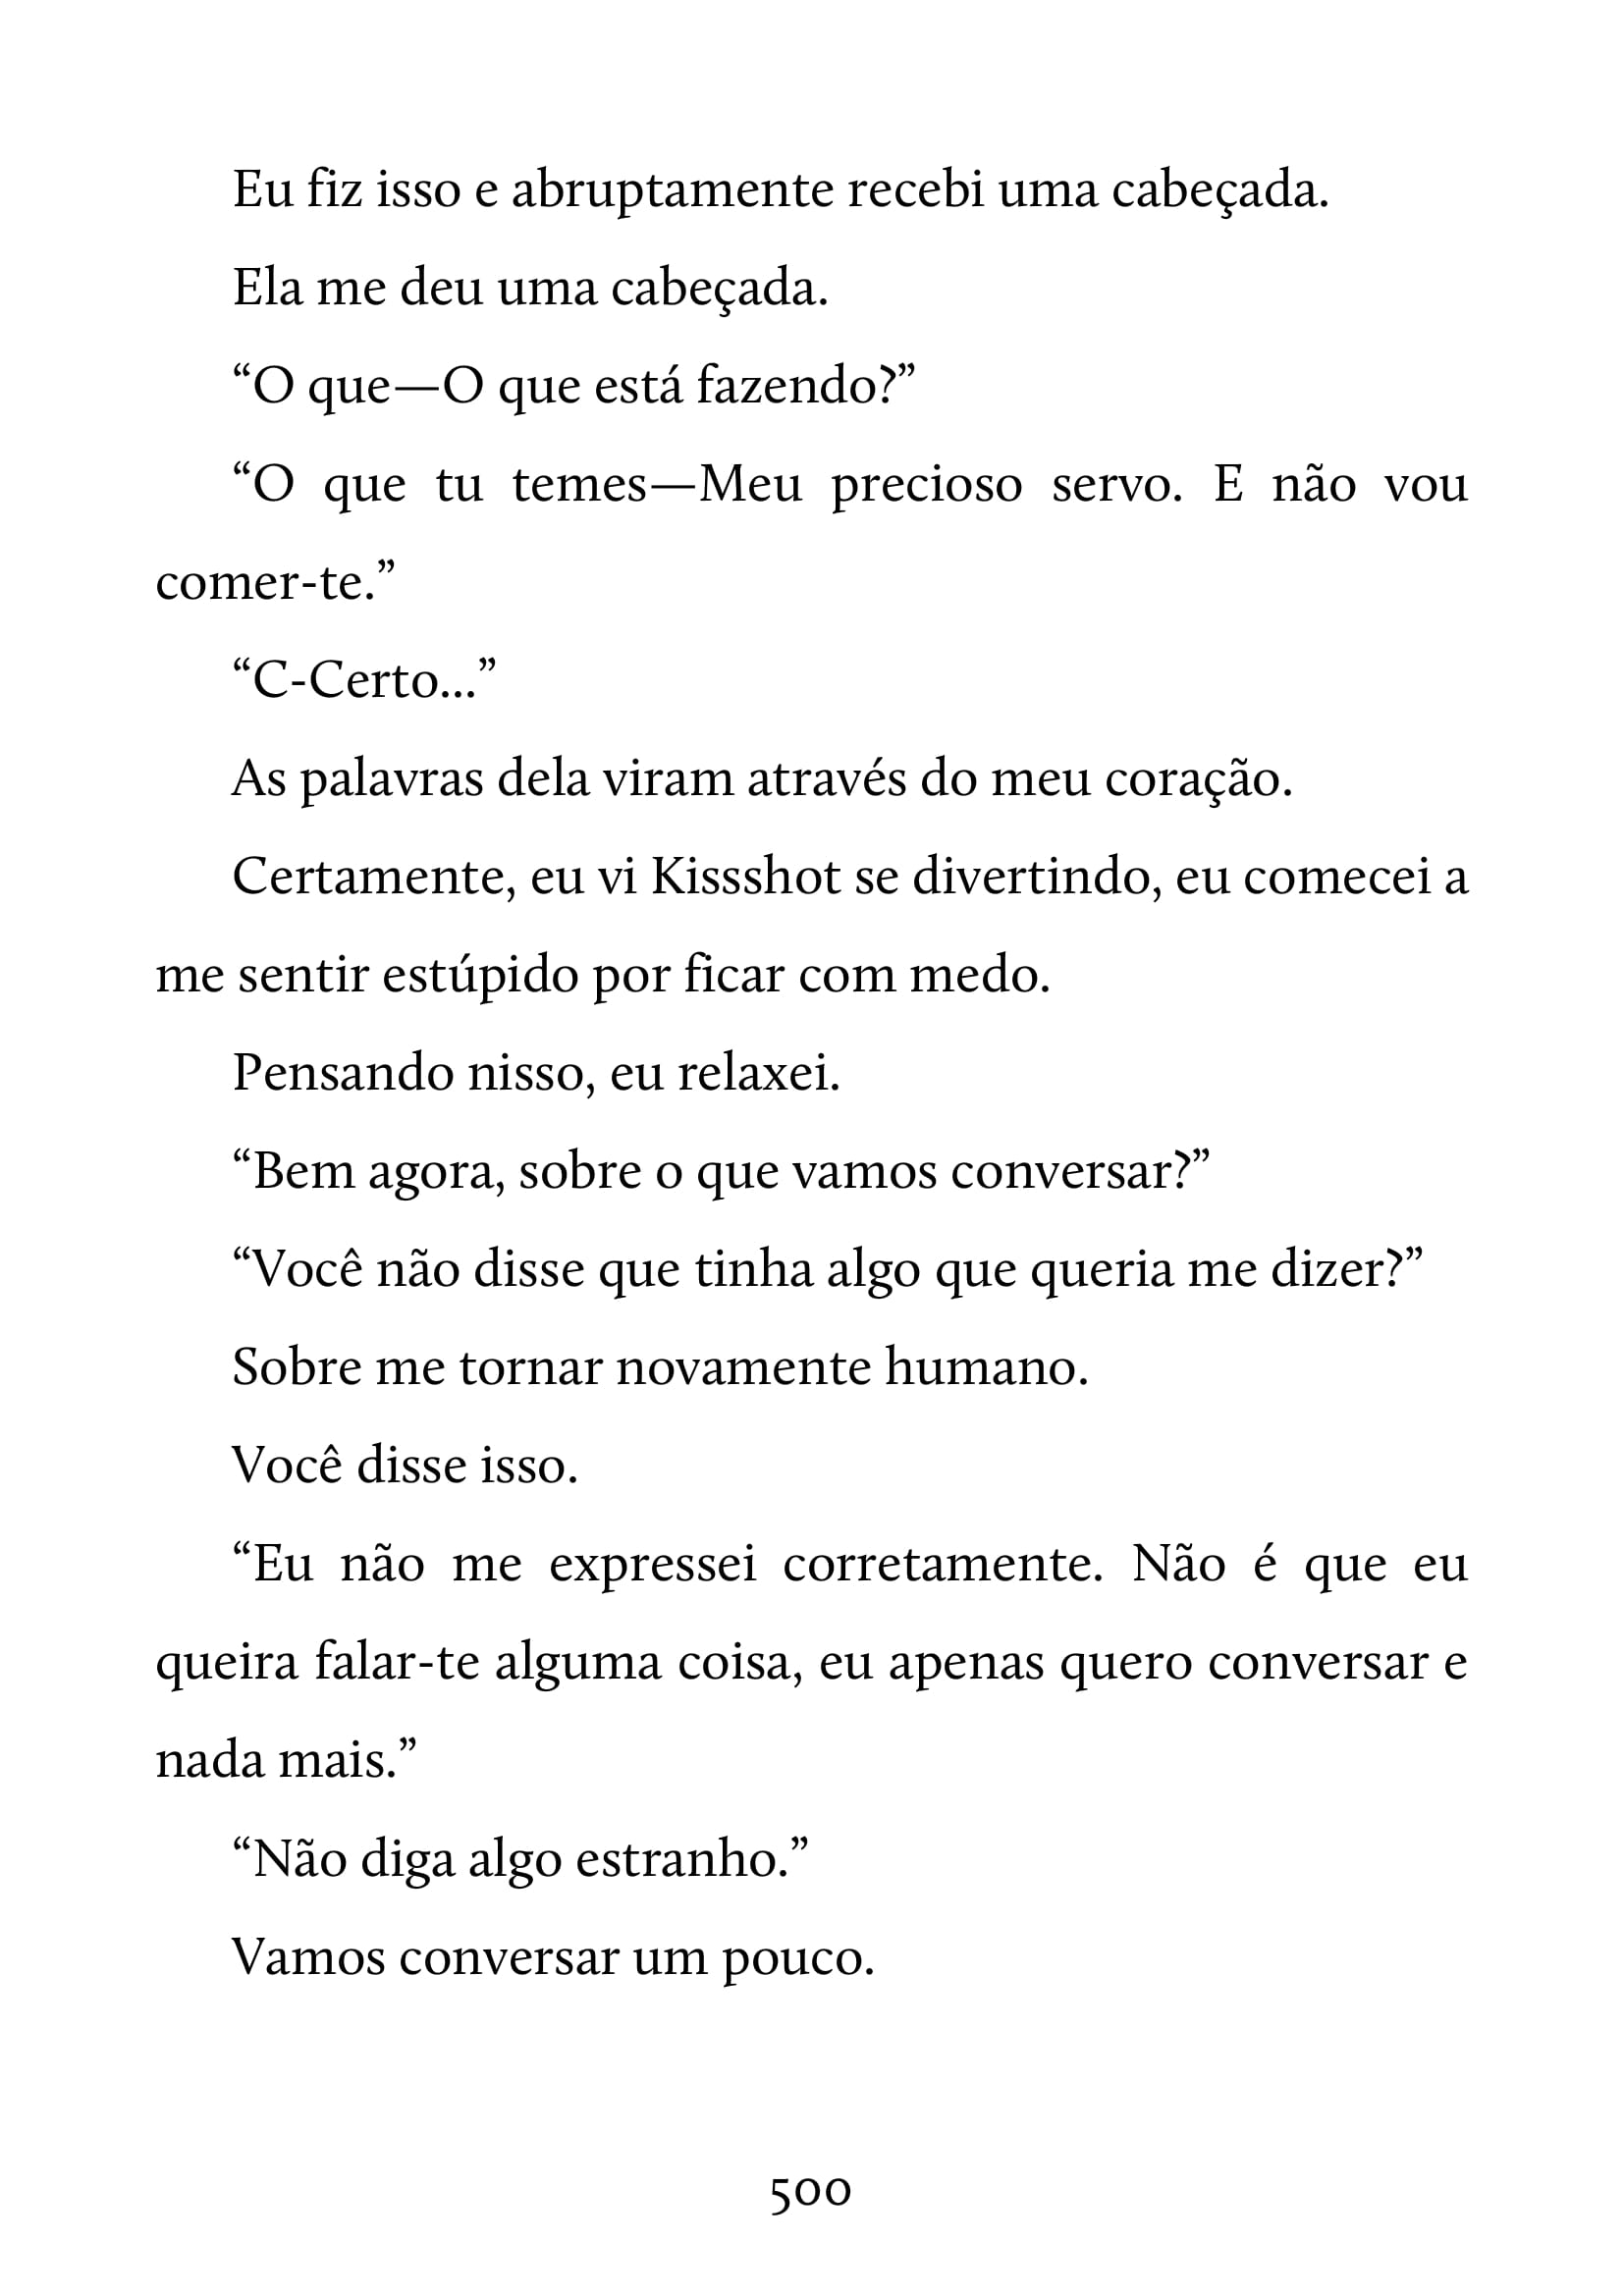 Eu fiz isso e abruptamente recebi uma cabeçada.
Ela me deu uma cabeçada.
“O que—O que está fazendo?”
“O que tu temes—Meu precioso servo. E não vou
comer-te.”
“C-Certo...”
As palavras dela viram através do meu coração.
Certamente, eu vi Kissshot se divertindo, eu comecei a
me sentir estúpido por ficar com medo.
Pensando nisso, eu relaxei.
“Bem agora, sobre o que vamos conversar?”
“Você não disse que tinha algo que queria me dizer?”
Sobre me tornar novamente humano.
Você disse isso.
“Eu não me expressei corretamente. Não é que eu
queira falar-te alguma coisa, eu apenas quero conversar e
nada mais.”
“Não diga algo estranho.”
Vamos conversar um pouco.
500